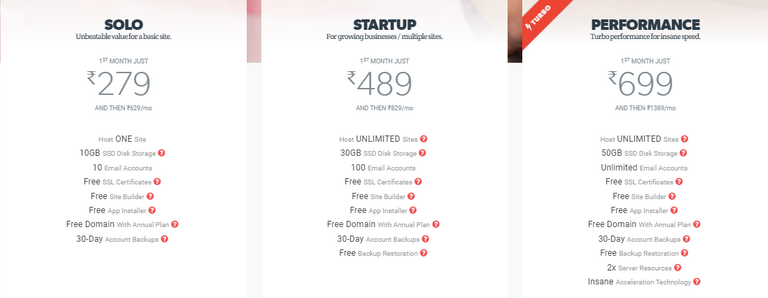 SOLO
Unbeatable value for a basic site.
1ST MONTH JUST
₹279
AND THEN ₹629/mo
Host ONE Site
10GB SSD Disk Storage ?
10 Email Accounts
Free SSL Certificates ?
Free Site Builder ?
Free App Installer ?
Free Domain With Annual Plan ?
30-Day Account Backups ?
STARTUP
For growing businesses / multiple sites.
1ST MONTH JUST
₹489
AND THEN ₹829/mo
Host UNLIMITED Sites ?
30GB SSD Disk Storage ?
100 Email Accounts
Free SSL Certificates ?
Free Site Builder ?
Free App Installer ?
Free Domain With Annual Plan ?
30-Day Account Backups ?
Free Backup Restoration ?
TURBO
PERFORMANCE
Turbo performance for insane speed.
1ST MONTH JUST
₹699
AND THEN ₹1389/mo
Host UNLIMITED Sites ?
50GB SSD Disk Storage ?
Unlimited Email Accounts
Free SSL Certificates ?
Free Site Builder ?
Free App Installer ?
Free Domain With Annual Plan ?
30-Day Account Backups ?
Free Backup Restoration ?
2x Server Resources ?
Insane Acceleration Technology ?